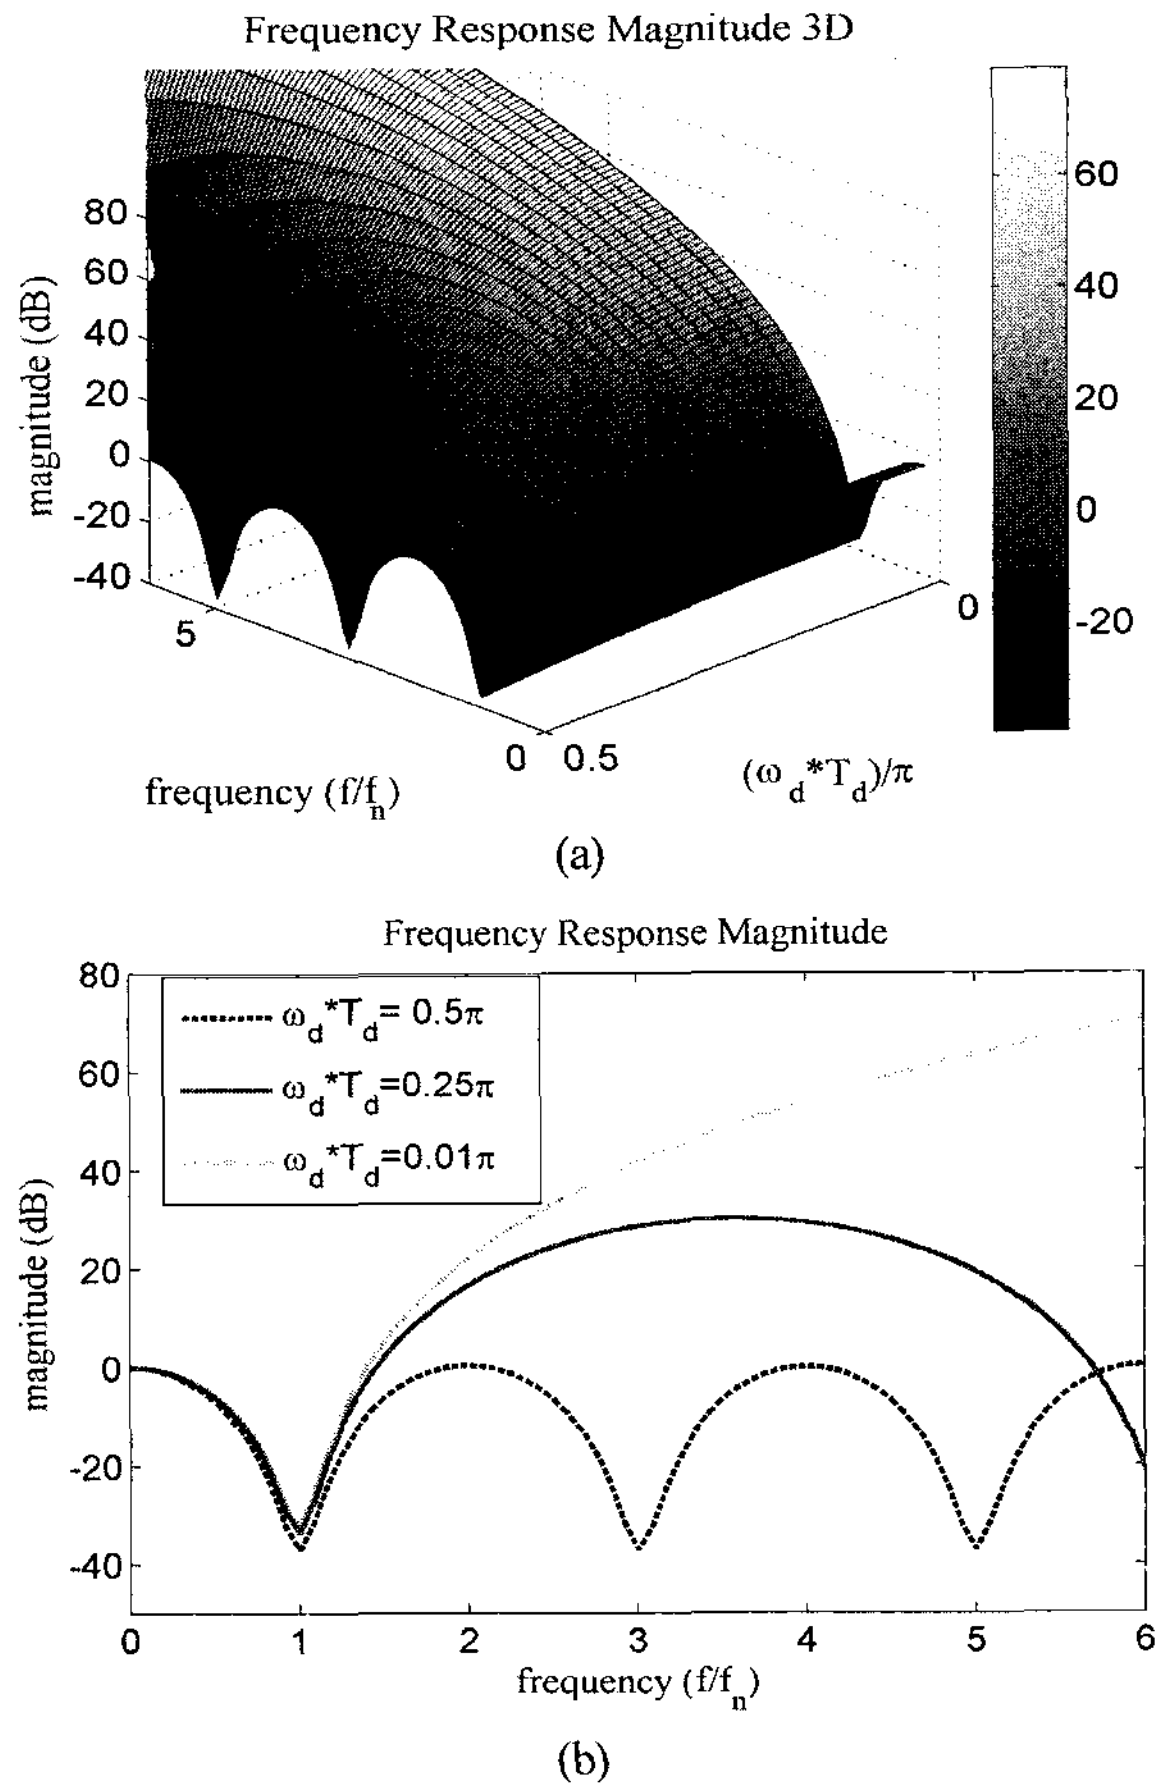 Frequency Response Magnitude 3D
80
60
40
20
0
-20
-40
magnitude (dB)
5
0
0.5
0
frequency (f/fn)
(ωd*Td)/π
60
40
20
0
-20
(a)
Frequency Response Magnitude
80
60
40
20
0
-20
-40
magnitude (dB)
ωd*Td= 0.5π
ωd*Td=0.25π
ωd*Td=0.01π
0 1 2 3 4 5 6
frequency (f/fn)
(b)